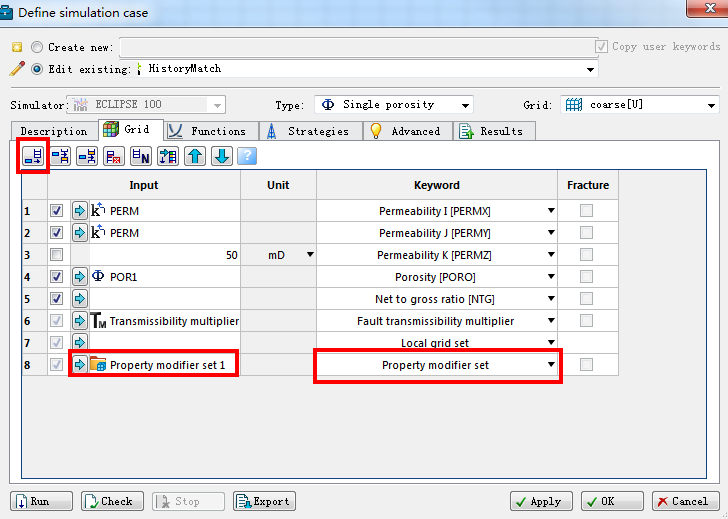 Define simulation case
Create new:
Copy user keywords
Edit existing: HistoryMatch
Simulator: ECLIPSE 100 Type: Φ Single porosity Grid: coarse[U]
Description Grid Functions Strategies Advanced Results
N ?
Input Unit Keyword Fracture
1 PERM Permeability I [PERMX]
2 PERM Permeability J [PERMY]
3 50 mD Permeability K [PERMZ]
4 Φ POR1 Porosity [PORO]
5 Net to gross ratio [NTG]
6 TM Transmissibility multiplier Fault transmissibility multiplier
7 Local grid set
8 Property modifier set 1 Property modifier set
Run Check Stop Export Apply OK Cancel